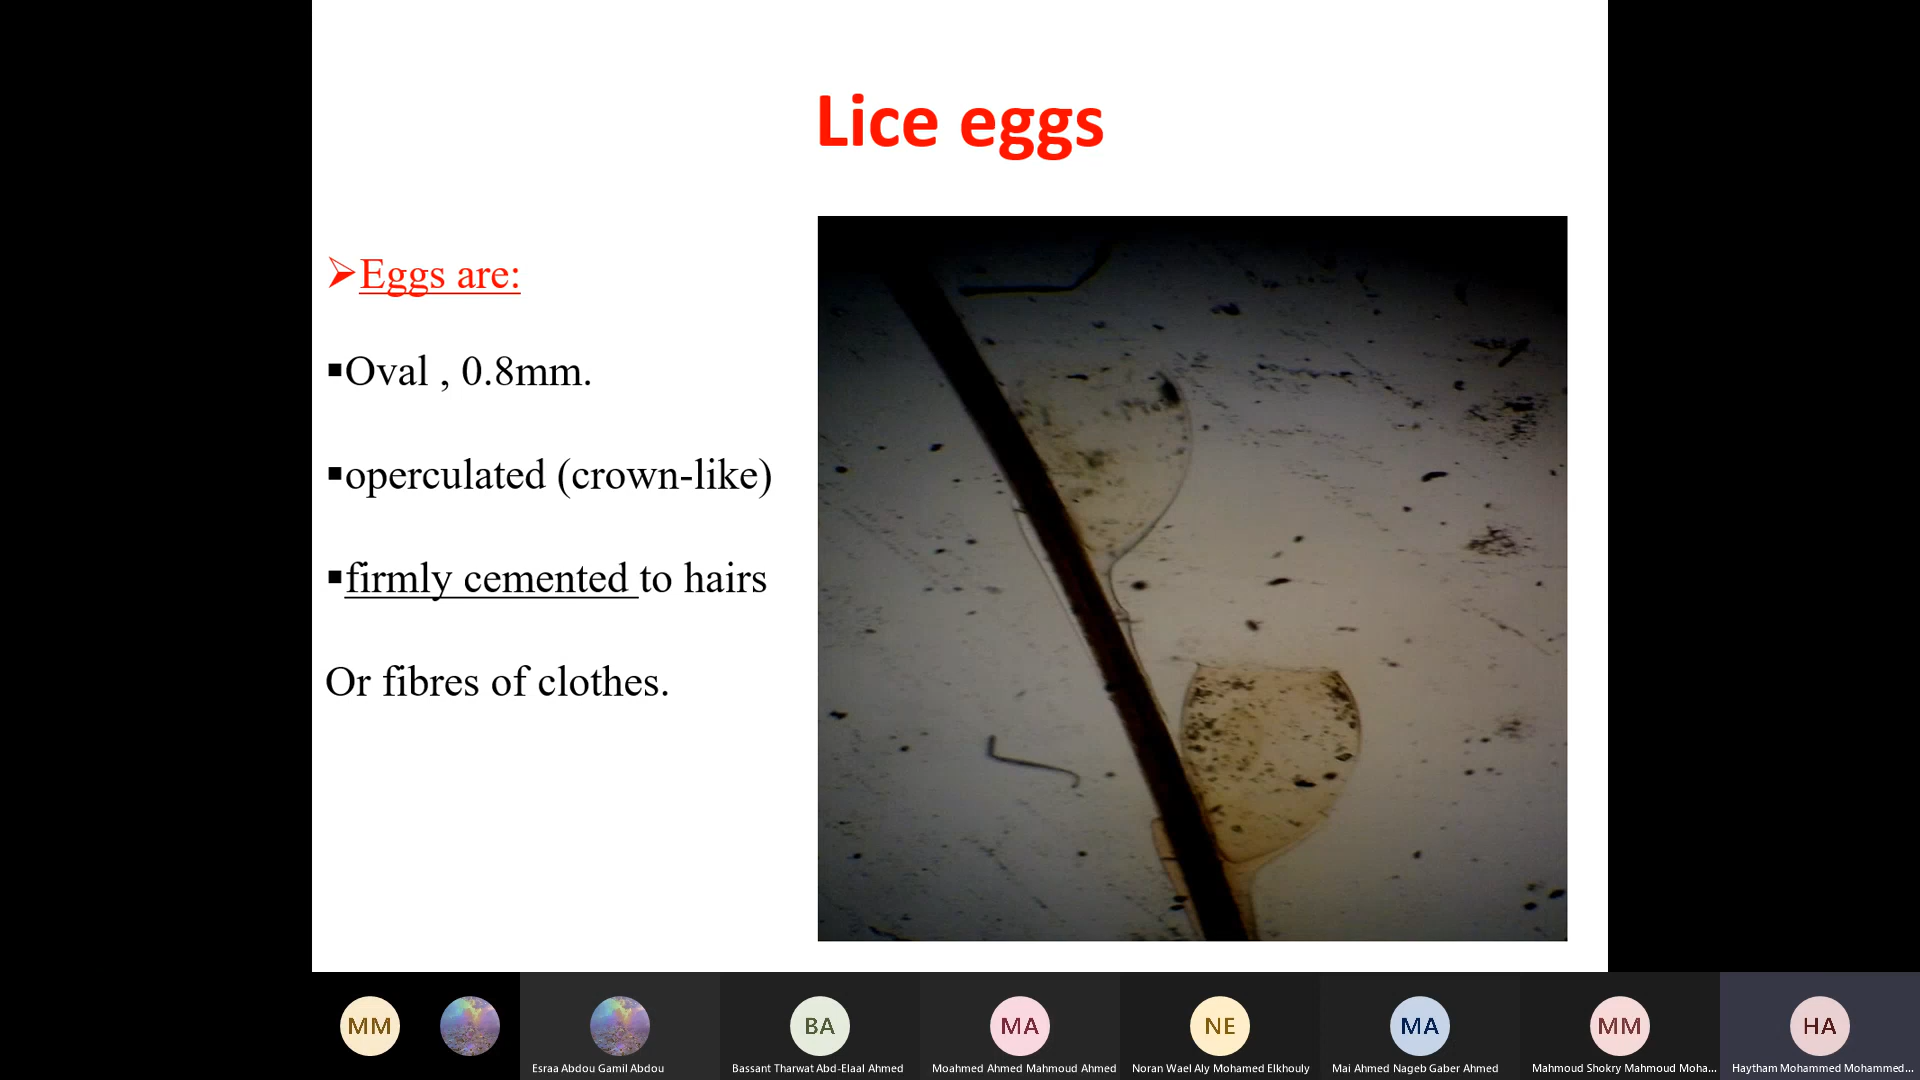 Lice eggs
➢Eggs are:
▪Oval , 0.8mm.
▪operculated (crown-like)
▪firmly cemented to hairs
Or fibres of clothes.
MM
BA
MA
NE
MA
MM
HA
Esraa Abdou Gamil Abdou
Bassant Tharwat Abd-Elaal Ahmed
Moahmed Ahmed Mahmoud Ahmed
Noran Wael Aly Mohamed Elkhouly
Mai Ahmed Nageb Gaber Ahmed
Mahmoud Shokry Mahmoud Moha...
Haytham Mohammed Mohammed...